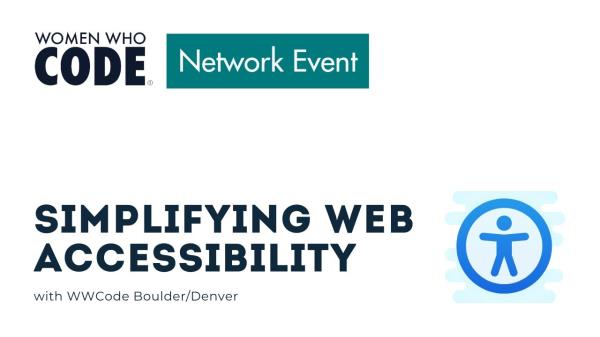 WOMEN WHO
CODE®
Network Event
SIMPLIFYING WEB
ACCESSIBILITY
with WWCode Boulder/Denver